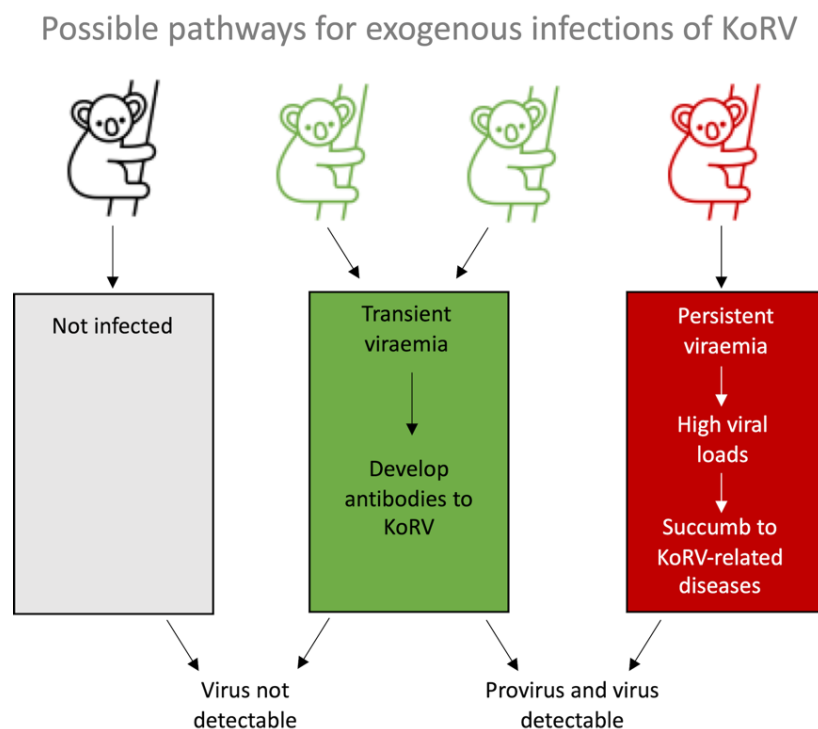 Possible pathways for exogenous infections of KoRV
Not infected
Transient
viraemia
Develop
antibodies to
KoRV
Persistent
viraemia
High viral
loads
Succumb to
KoRV-related
diseases
Virus not
detectable
Provirus and virus
detectable